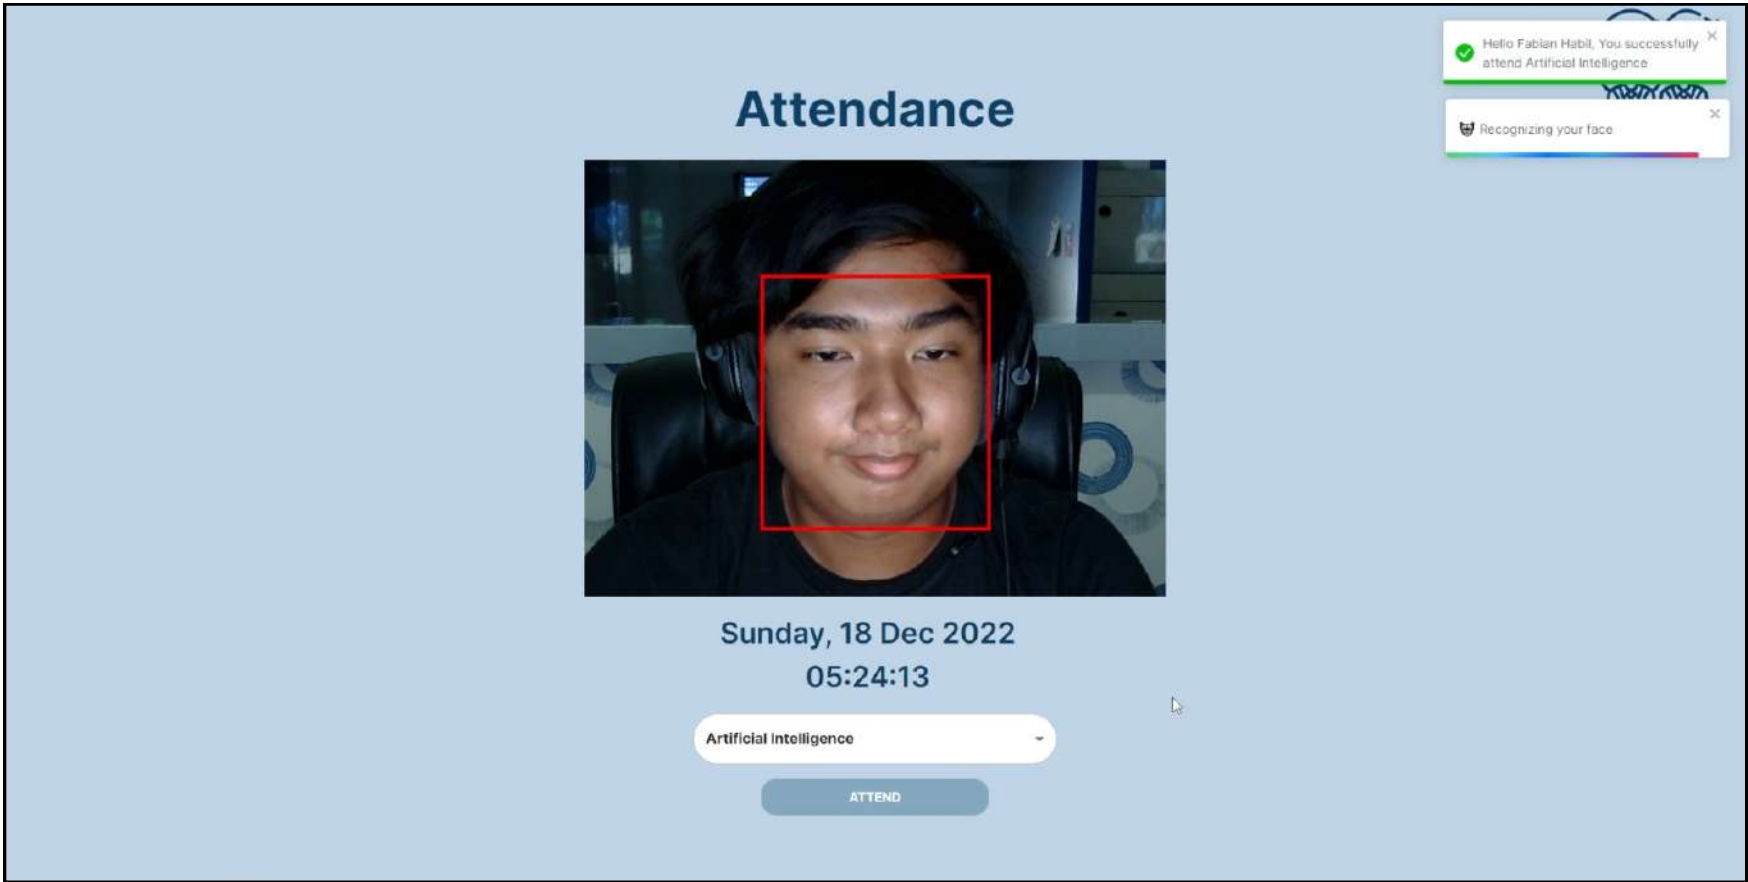 Hello Fabian Habil, You successfully
attend Artificial Intelligence
Attendance
Recognizing your face
Sunday, 18 Dec 2022
05:24:13
Artificial Intelligence
ATTEND